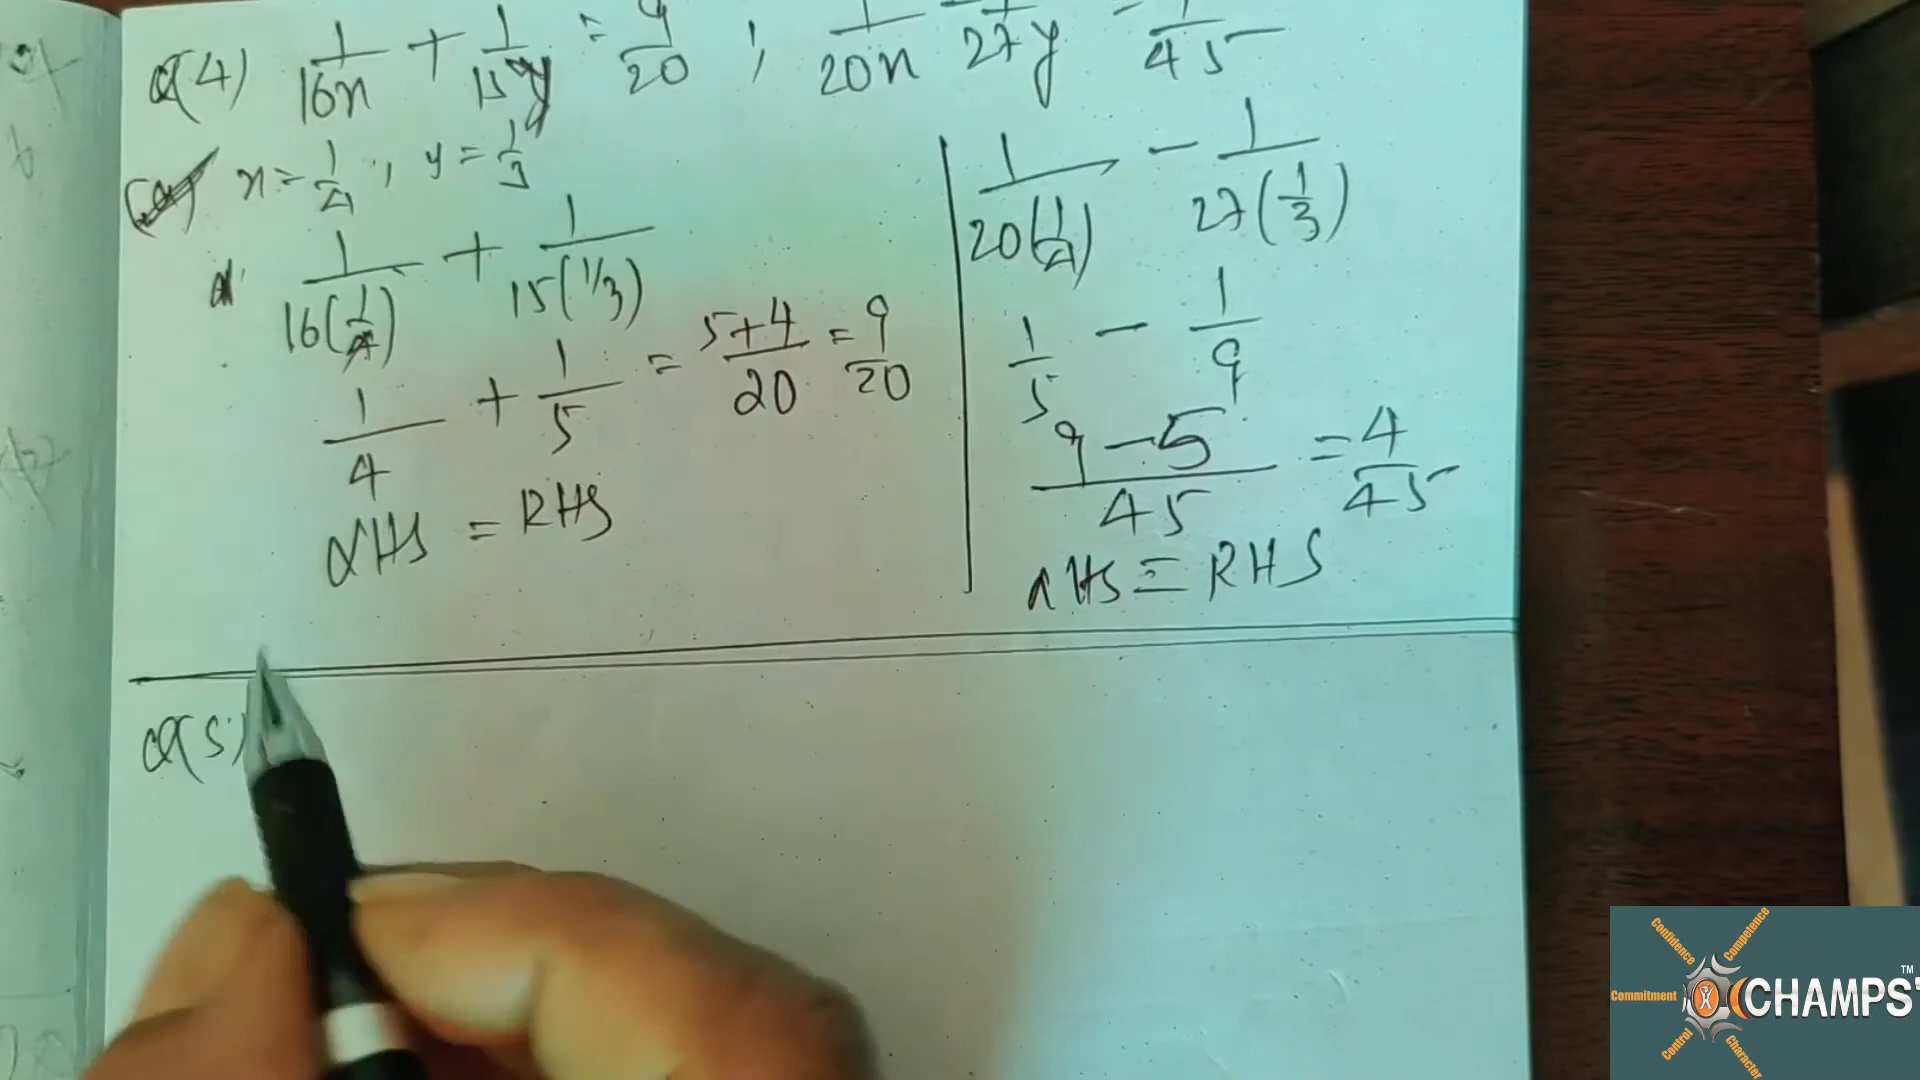 Q(4) 1/16x + 1/15y = 9/20 ; 1/20x 1/27y - 1/45
x = 1/4 , y = 1/3
1/16(1/4) + 1/15(1/3)
1/4 + 1/5 = 5+4/20 = 9/20
LHS = RHS
1/20(1/4) - 1/27(1/3)
1/5 - 1/9
9-5/45 = 4/45
LHS = RHS
Q(5)
Confidence
Competence
Commitment
CHAMPS™
Control
Character